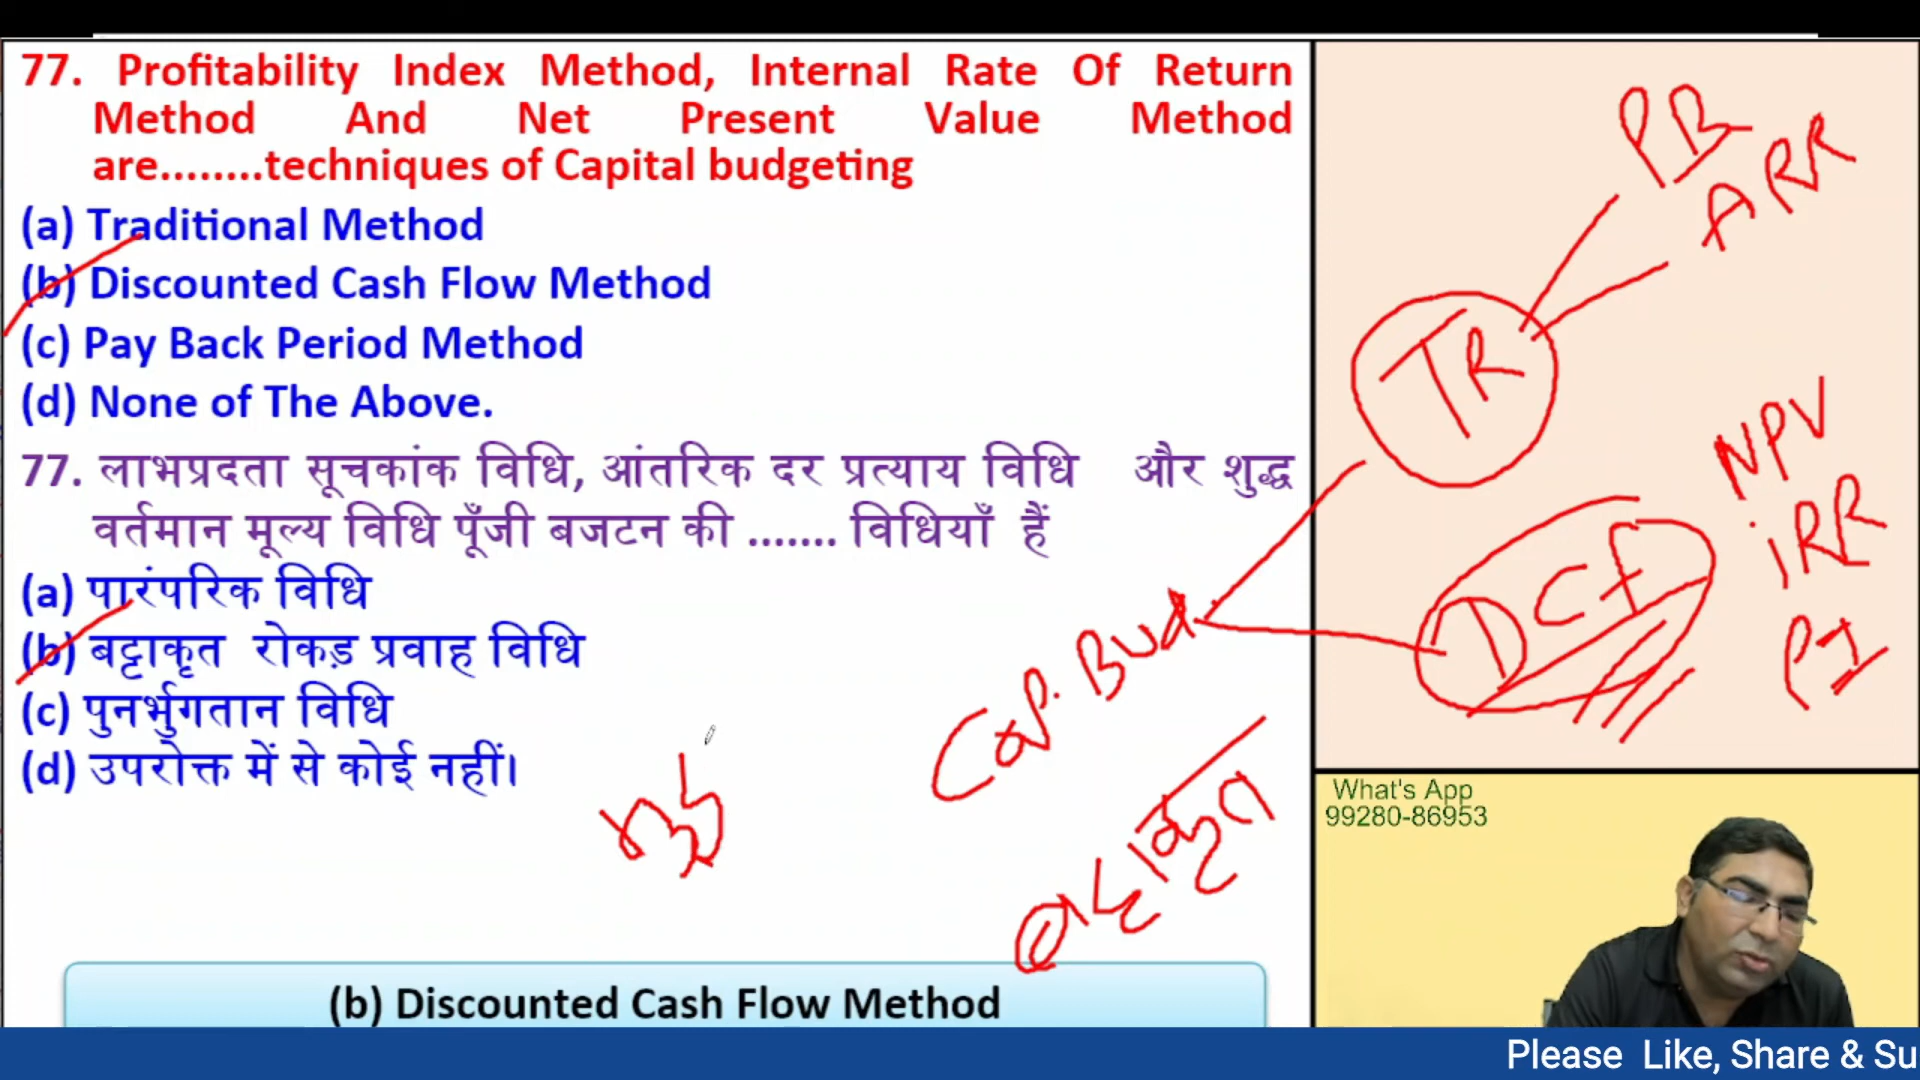 77. Profitability Index Method, Internal Rate Of Return
Method And Net Present Value Method
are........techniques of Capital budgeting
(a) Traditional Method
(b) Discounted Cash Flow Method
(c) Pay Back Period Method
(d) None of The Above.
77. लाभप्रदता सूचकांक विधि, आंतरिक दर प्रत्याय विधि और शुद्ध
वर्तमान मूल्य विधि पूँजी बजटन की ....... विधियाँ हैं
(a) पारंपरिक विधि
(b) बट्टाकृत रोकड़ प्रवाह विधि
(c) पुनर्भुगतान विधि
(d) उपरोक्त में से कोई नहीं।
(b) Discounted Cash Flow Method
PB
ARR
TR
NPV
IRR
PI
DCF
Cap. Bud
बट्टाकृत
What's App
99280-86953
Please Like, Share & Su